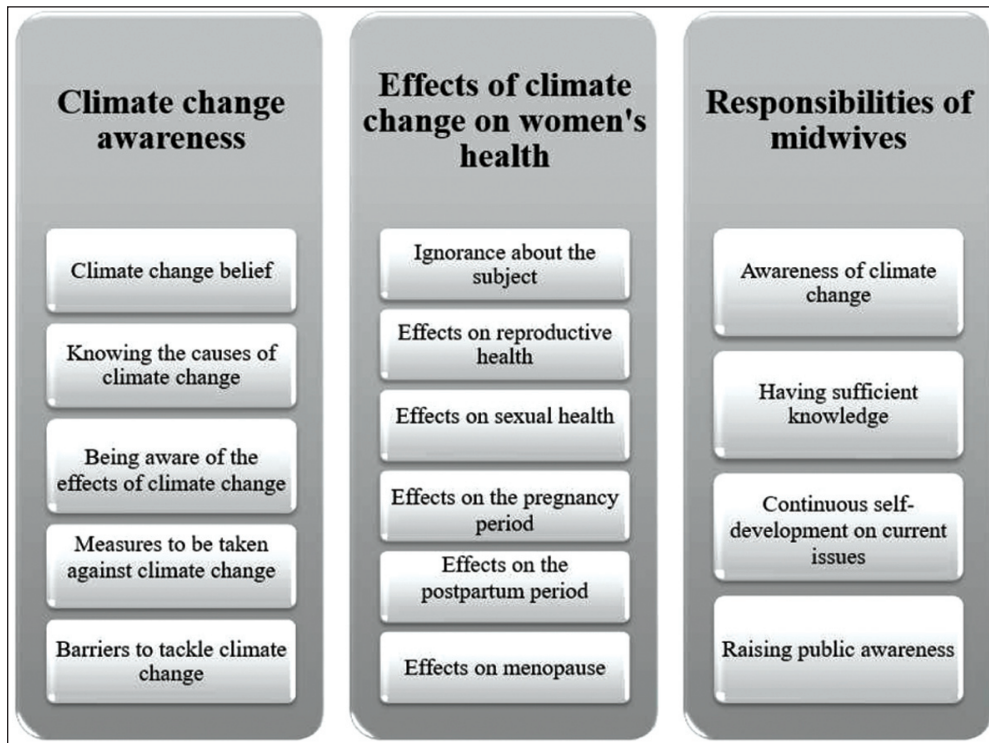 Climate change
awareness
Climate change belief
Knowing the causes of
climate change
Being aware of the
effects of climate change
Measures to be taken
against climate change
Barriers to tackle climate
change
Effects of climate
change on women's
health
Ignorance about the
subject
Effects on reproductive
health
Effects on sexual health
Effects on the pregnancy
period
Effects on the
postpartum period
Effects on menopause
Responsibilities of
midwives
Awareness of climate
change
Having sufficient
knowledge
Continuous self-
development on current
issues
Raising public awareness